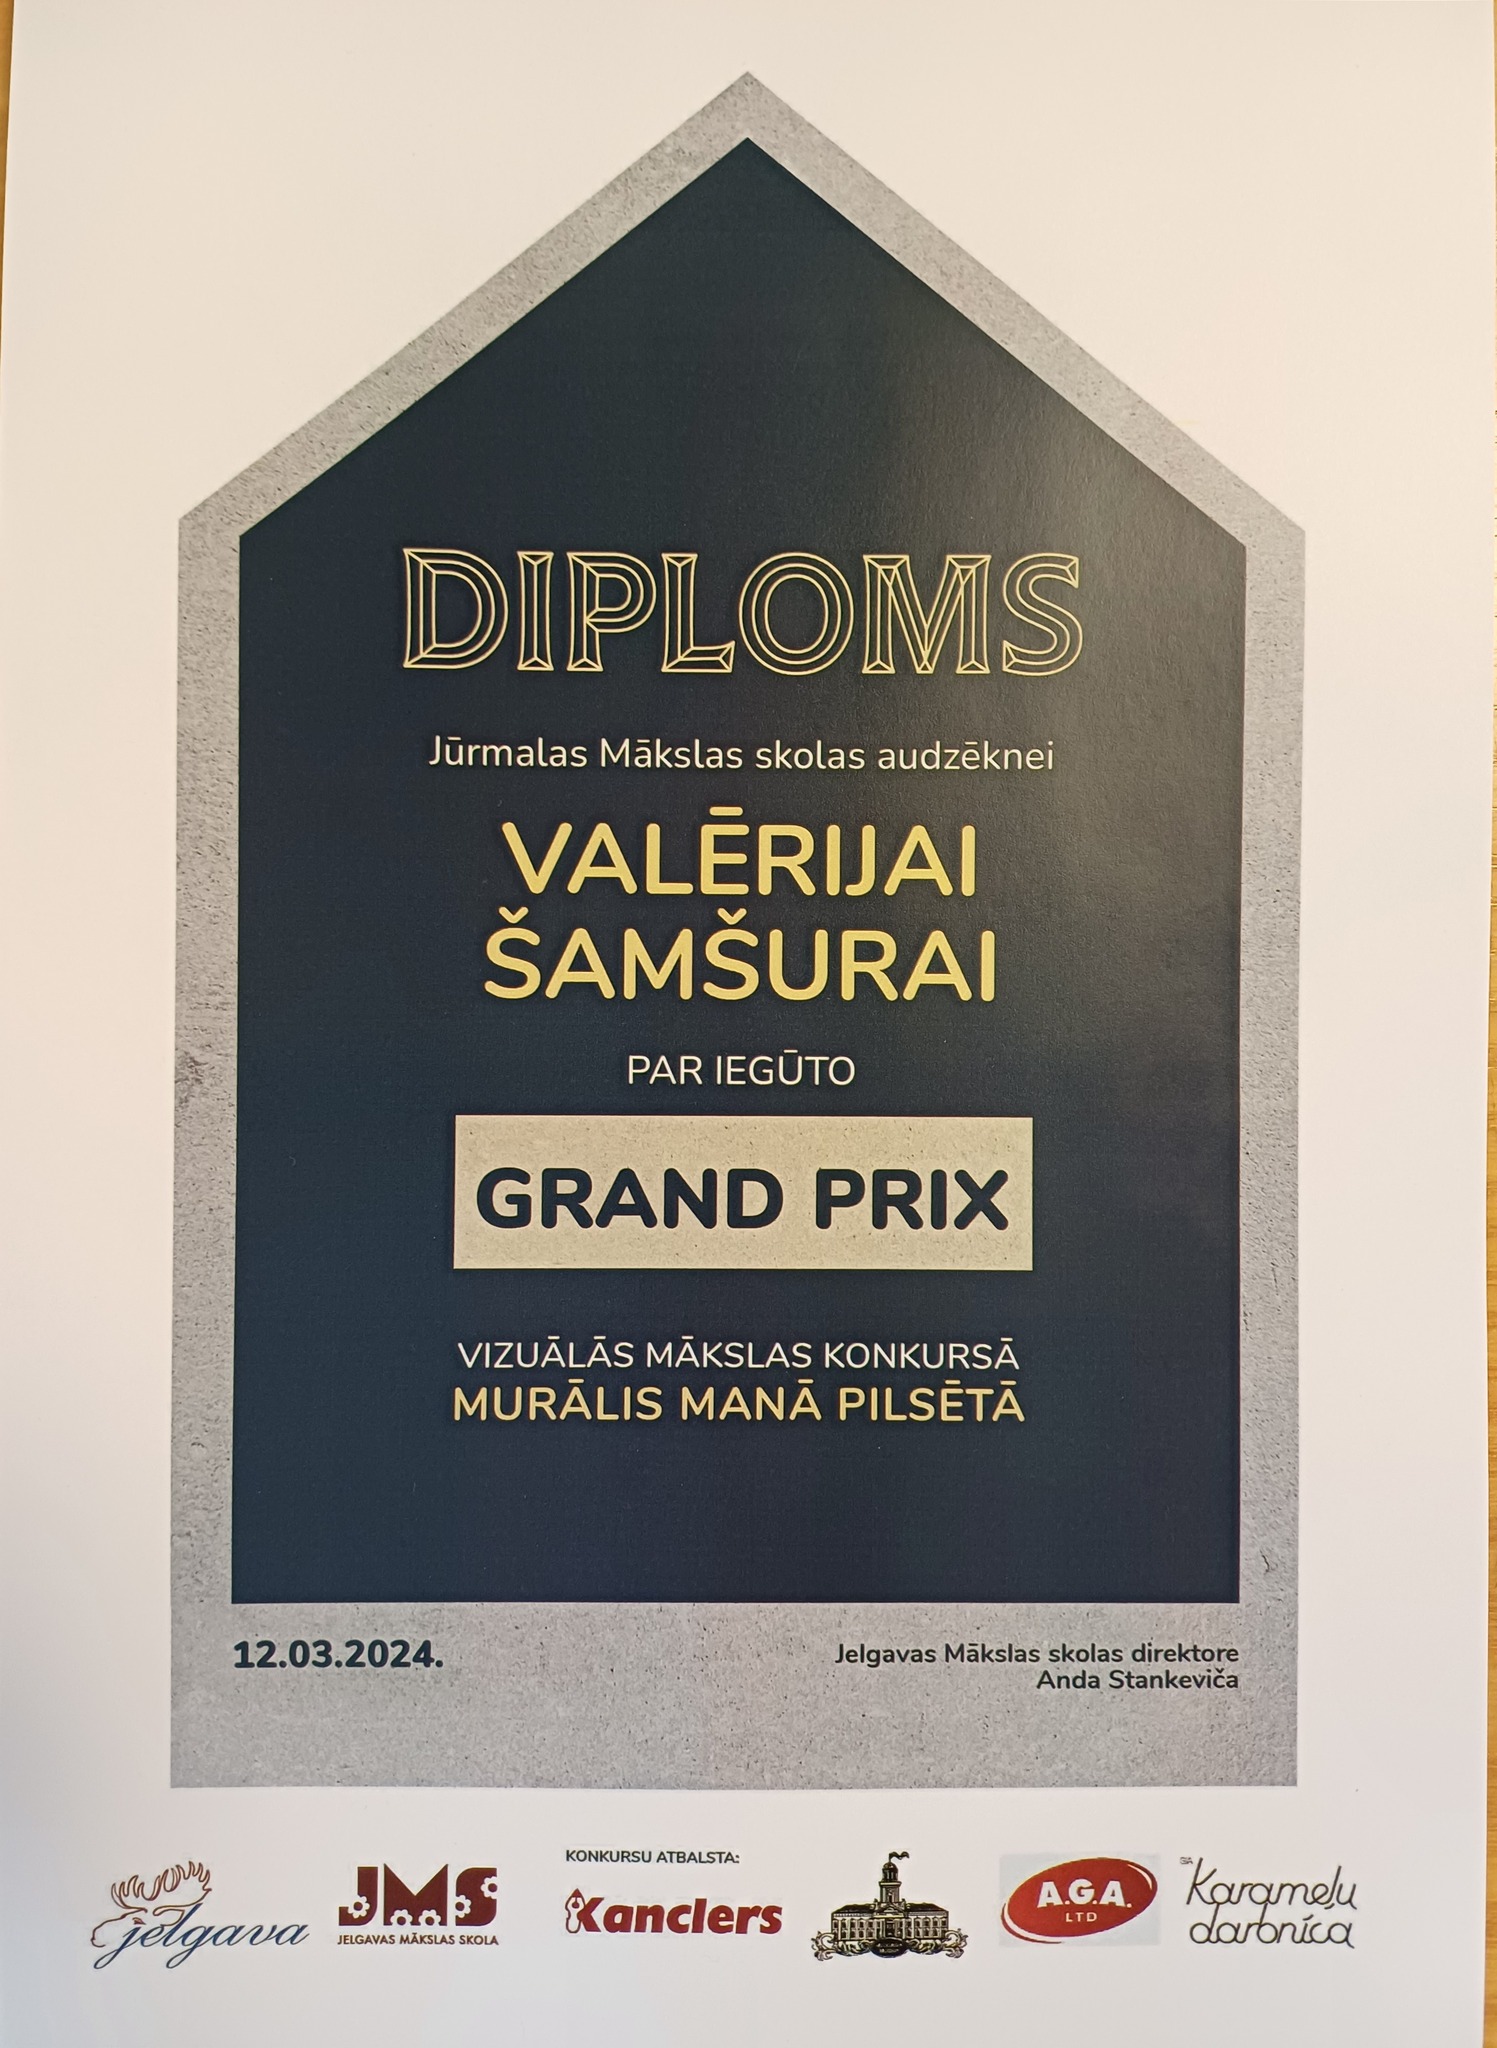 DIPLOMS
Jūrmalas Mākslas skolas audzēknei
VALĒRIJAI
ŠAMŠURAI
PAR IEGŪTO
GRAND PRIX
VIZUĀLĀS MĀKSLAS KONKURSĀ
MURĀLIS MANĀ PILSĒTĀ
12.03.2024.
Jelgavas Mākslas skolas direktore
Anda Stankeviča
jelgava
JMS
JELGAVAS MĀKSLAS SKOLA
KONKURSU ATBALSTA:
Kanclers
A.G.A.
LTD
SIA
Karameļu
darbnīca